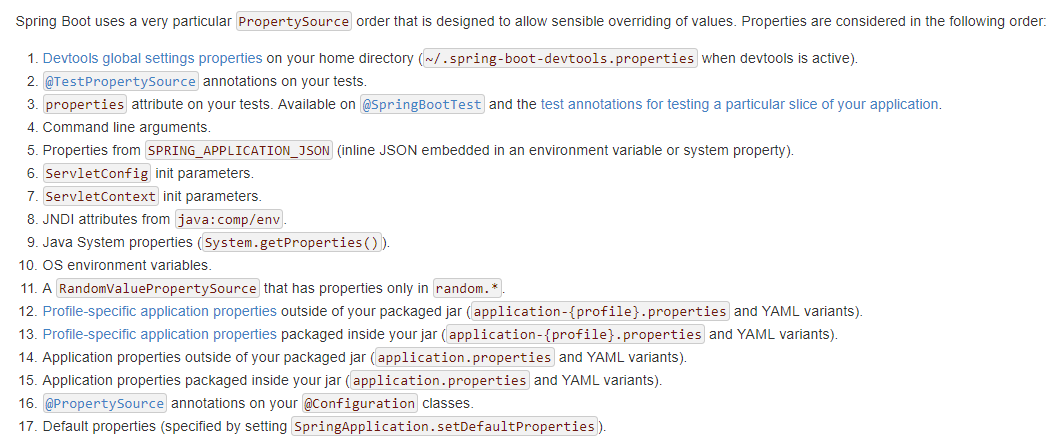 Spring Boot uses a very particular PropertySource order that is designed to allow sensible overriding of values. Properties are considered in the following order:
1. Devtools global settings properties on your home directory (~/.spring-boot-devtools.properties when devtools is active).
2. @TestPropertySource annotations on your tests.
3. properties attribute on your tests. Available on @SpringBootTest and the test annotations for testing a particular slice of your application.
4. Command line arguments.
5. Properties from SPRING_APPLICATION_JSON (inline JSON embedded in an environment variable or system property).
6. ServletConfig init parameters.
7. ServletContext init parameters.
8. JNDI attributes from java:comp/env.
9. Java System properties (System.getProperties()).
10. OS environment variables.
11. A RandomValuePropertySource that has properties only in random.*.
12. Profile-specific application properties outside of your packaged jar (application-{profile}.properties and YAML variants).
13. Profile-specific application properties packaged inside your jar (application-{profile}.properties and YAML variants).
14. Application properties outside of your packaged jar (application.properties and YAML variants).
15. Application properties packaged inside your jar (application.properties and YAML variants).
16. @PropertySource annotations on your @Configuration classes.
17. Default properties (specified by setting SpringApplication.setDefaultProperties).